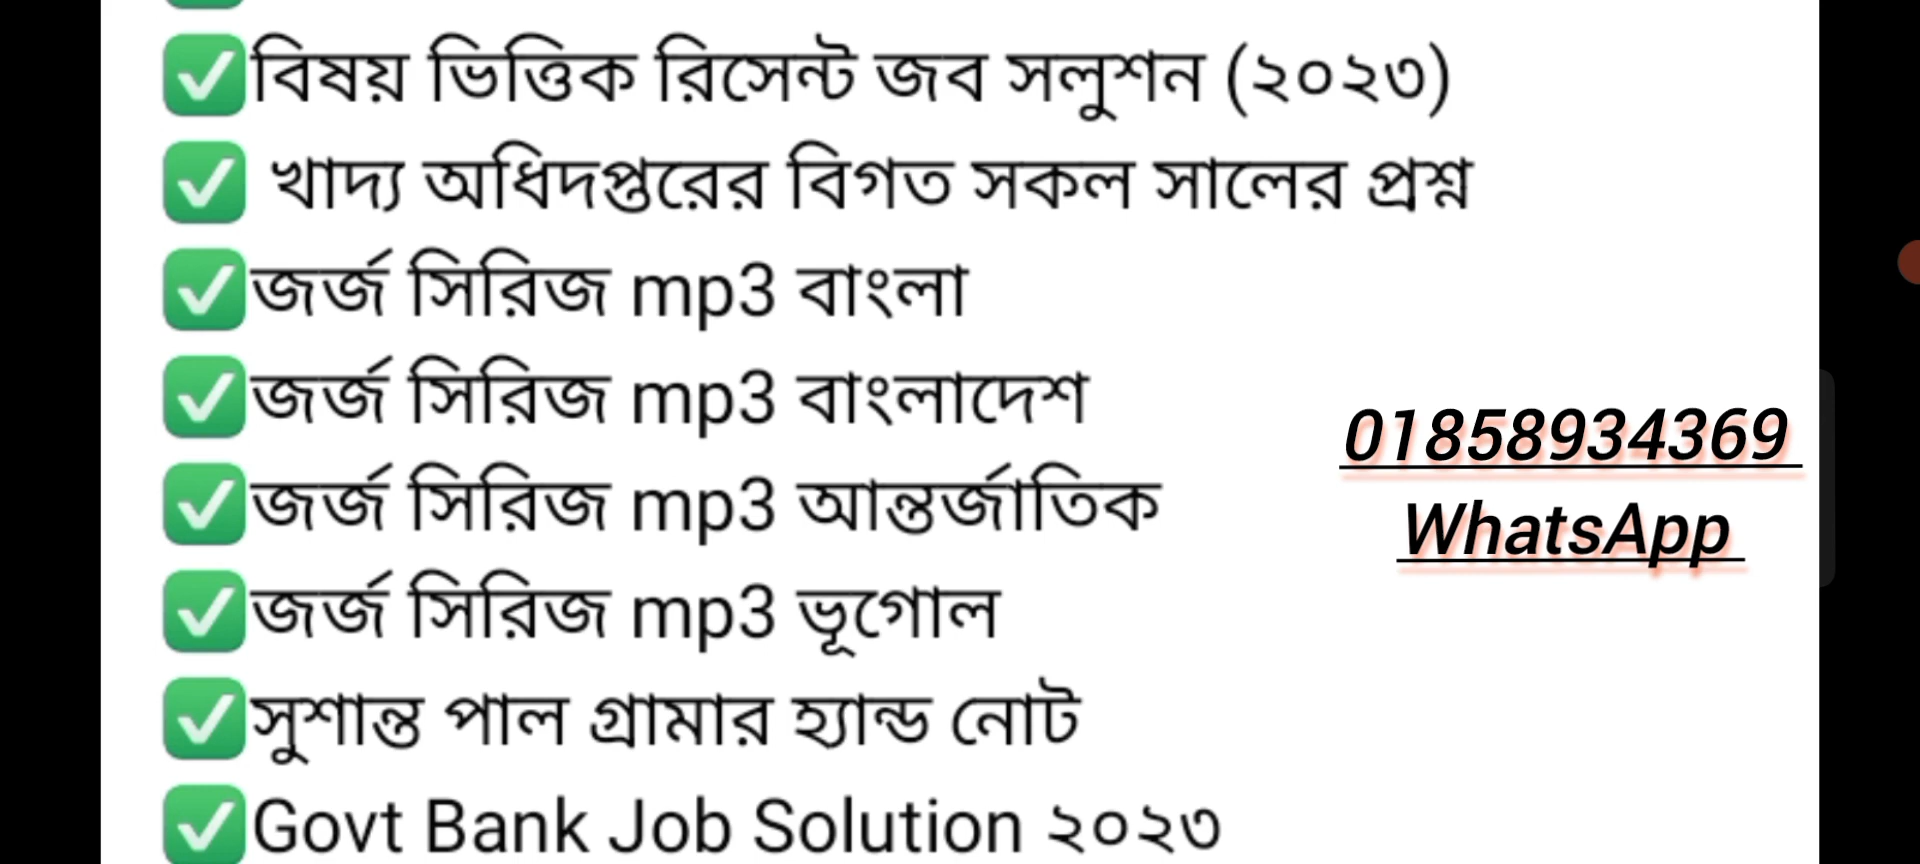 ✅বিষয় ভিত্তিক রিসেন্ট জব সলুশন (২০২৩)
✅ খাদ্য অধিদপ্তরের বিগত সকল সালের প্রশ্ন
✅জর্জ সিরিজ mp3 বাংলা
✅জর্জ সিরিজ mp3 বাংলাদেশ
✅জর্জ সিরিজ mp3 আন্তর্জাতিক
✅জর্জ সিরিজ mp3 ভূগোল
✅সুশান্ত পাল গ্রামার হ্যান্ড নোট
✅Govt Bank Job Solution ২০২৩
01858934369
WhatsApp